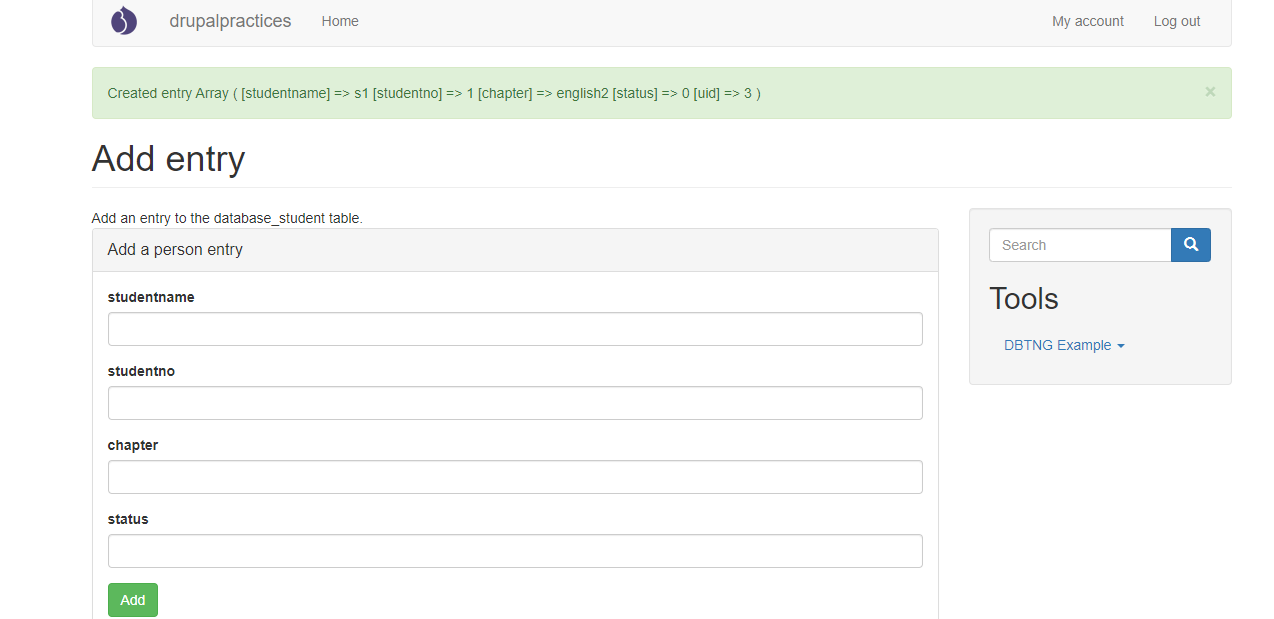 drupalpractices Home My account Log out
Created entry Array ( [studentname] => s1 [studentno] => 1 [chapter] => english2 [status] => 0 [uid] => 3 )
×
Add entry
Add an entry to the database_student table.
Add a person entry
studentname
studentno
chapter
status
Add
Search
Tools
DBTNG Example